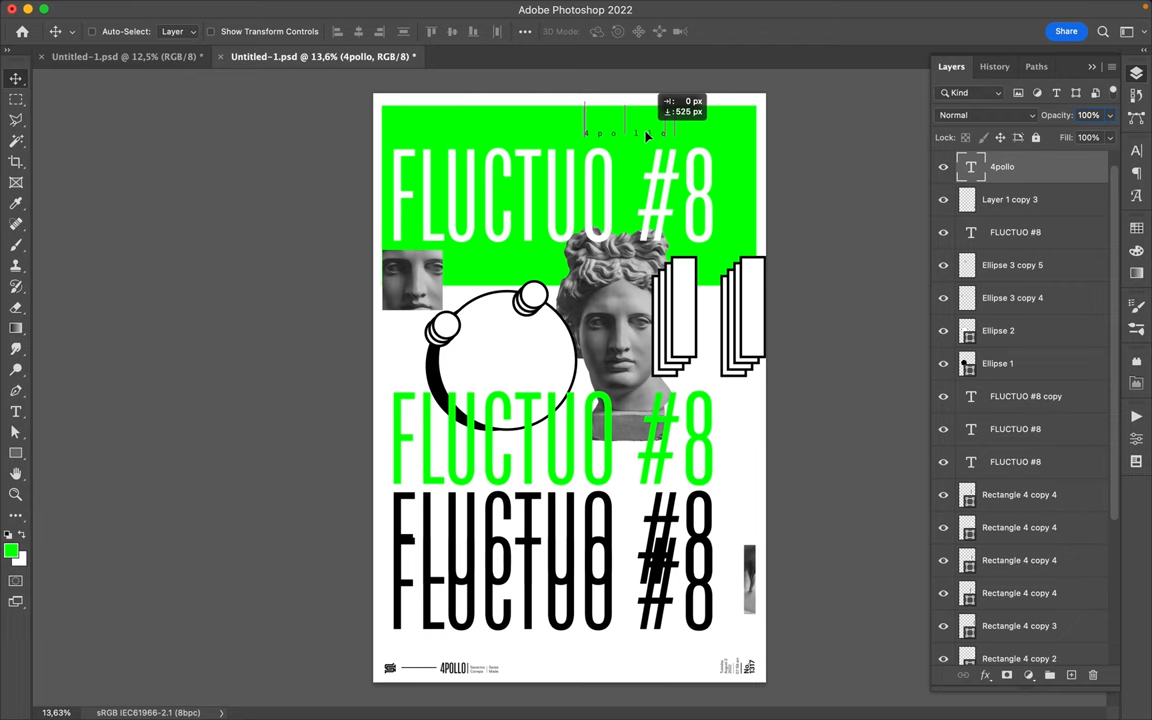 Adobe Photoshop 2022
Auto-Select:
Layer
Show Transform Controls
3D Mode:
Share
Untitled-1.psd @ 12,5% (RGB/8) *
Untitled-1.psd @ 13,6% (4pollo, RGB/8) *
0 px
525 px
4pollo
FLUCTUO #8
FLUCTUO #8
FLUCTUO #8
FLUCTUO #8
4POLLO
No. 1317
Layers
History
Paths
Kind
Normal
Opacity: 100%
Lock:
Fill: 100%
4pollo
Layer 1 copy 3
FLUCTUO #8
Ellipse 3 copy 5
Ellipse 3 copy 4
Ellipse 2
Ellipse 1
FLUCTUO #8 copy
FLUCTUO #8
FLUCTUO #8
Rectangle 4 copy 4
Rectangle 4 copy 4
Rectangle 4 copy 4
Rectangle 4 copy 4
Rectangle 4 copy 3
Rectangle 4 copy 2
13,63%
sRGB IEC61966-2.1 (8bpc)